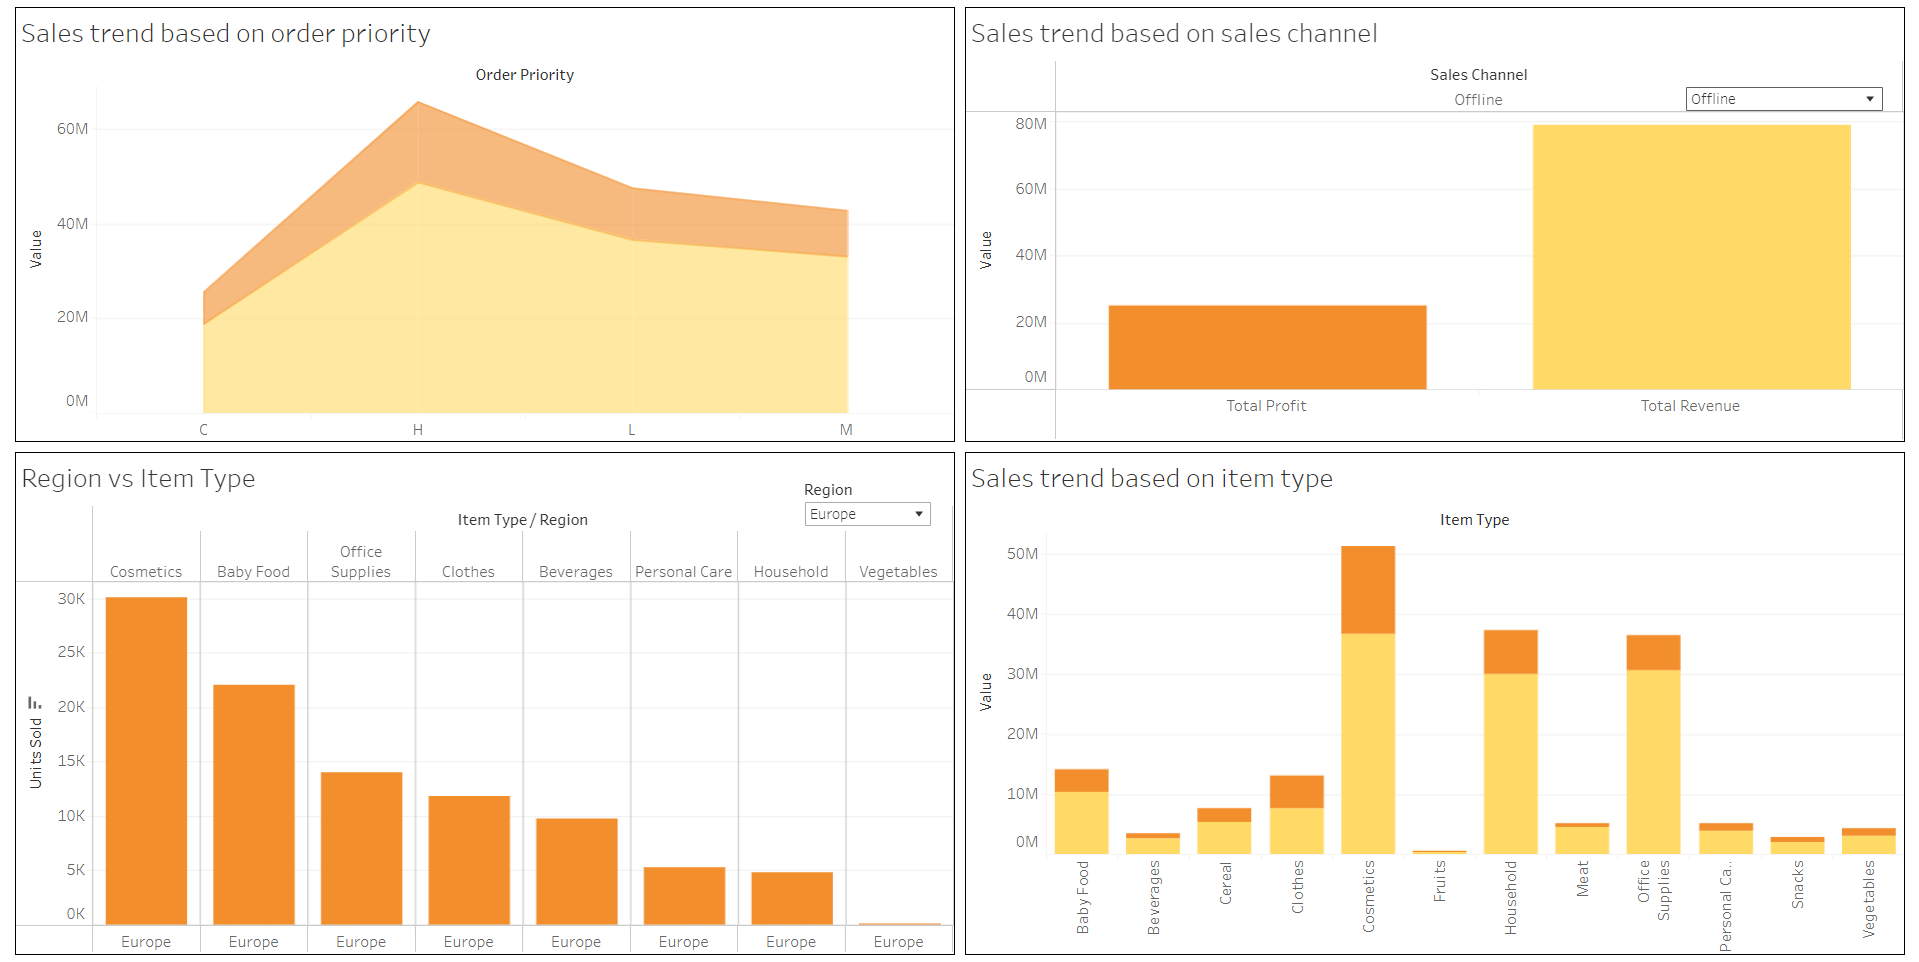 Sales trend based on order priority
Order Priority
60M
40M
20M
0M
Value
C
H
L
M
Sales trend based on sales channel
Sales Channel
Offline
Offline
80M
60M
40M
20M
0M
Value
Total Profit
Total Revenue
Region vs Item Type
Region
Europe
Item Type / Region
Cosmetics
Baby Food
Office
Supplies
Clothes
Beverages
Personal Care
Household
Vegetables
30K
25K
20K
15K
10K
5K
0K
Units Sold
Europe
Europe
Europe
Europe
Europe
Europe
Europe
Europe
Sales trend based on item type
Item Type
50M
40M
30M
20M
10M
0M
Value
Baby Food
Beverages
Cereal
Clothes
Cosmetics
Fruits
Household
Meat
Office
Supplies
Personal Ca..
Snacks
Vegetables